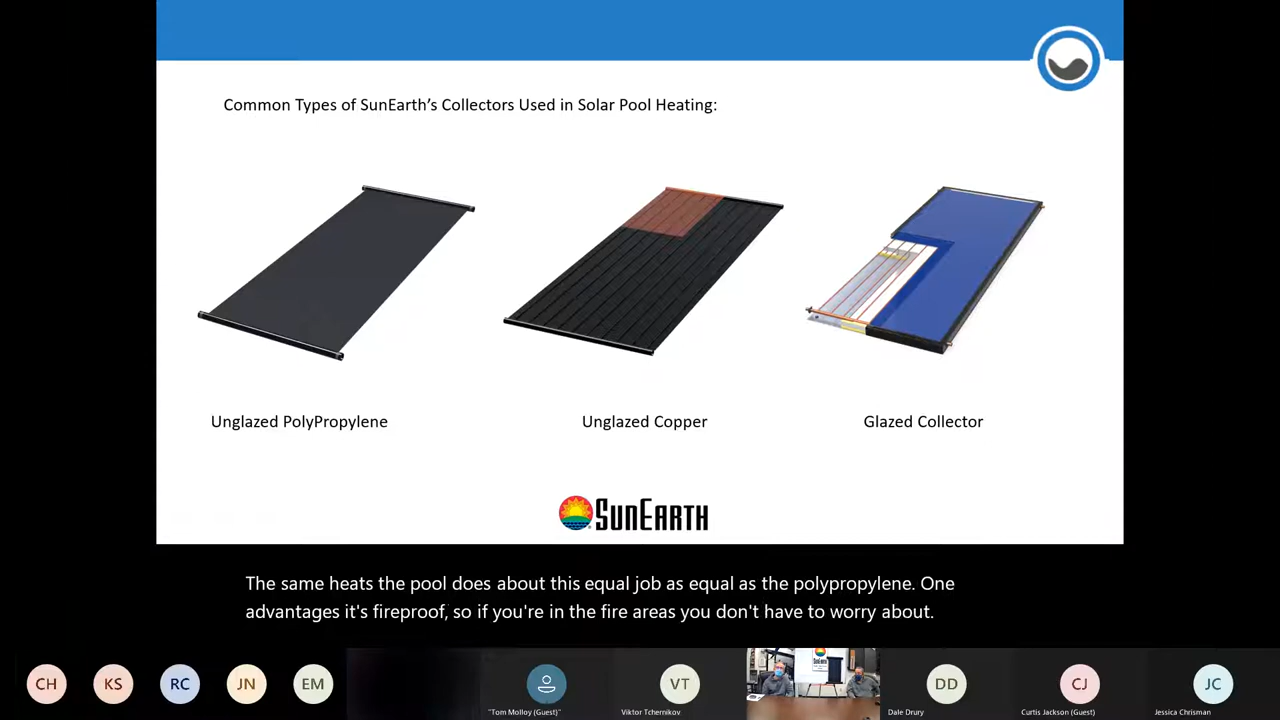 Common Types of SunEarth’s Collectors Used in Solar Pool Heating:
Unglazed PolyPropylene
Unglazed Copper
Glazed Collector
SunEarth
The same heats the pool does about this equal job as equal as the polypropylene. One
advantages it's fireproof, so if you're in the fire areas you don't have to worry about.
CH
KS
RC
JN
EM
VT
DD
CJ
JC
"Tom Molloy (Guest)"
Viktor Tchernikov
Dale Drury
Curtis Jackson (Guest)
Jessica Chrisman